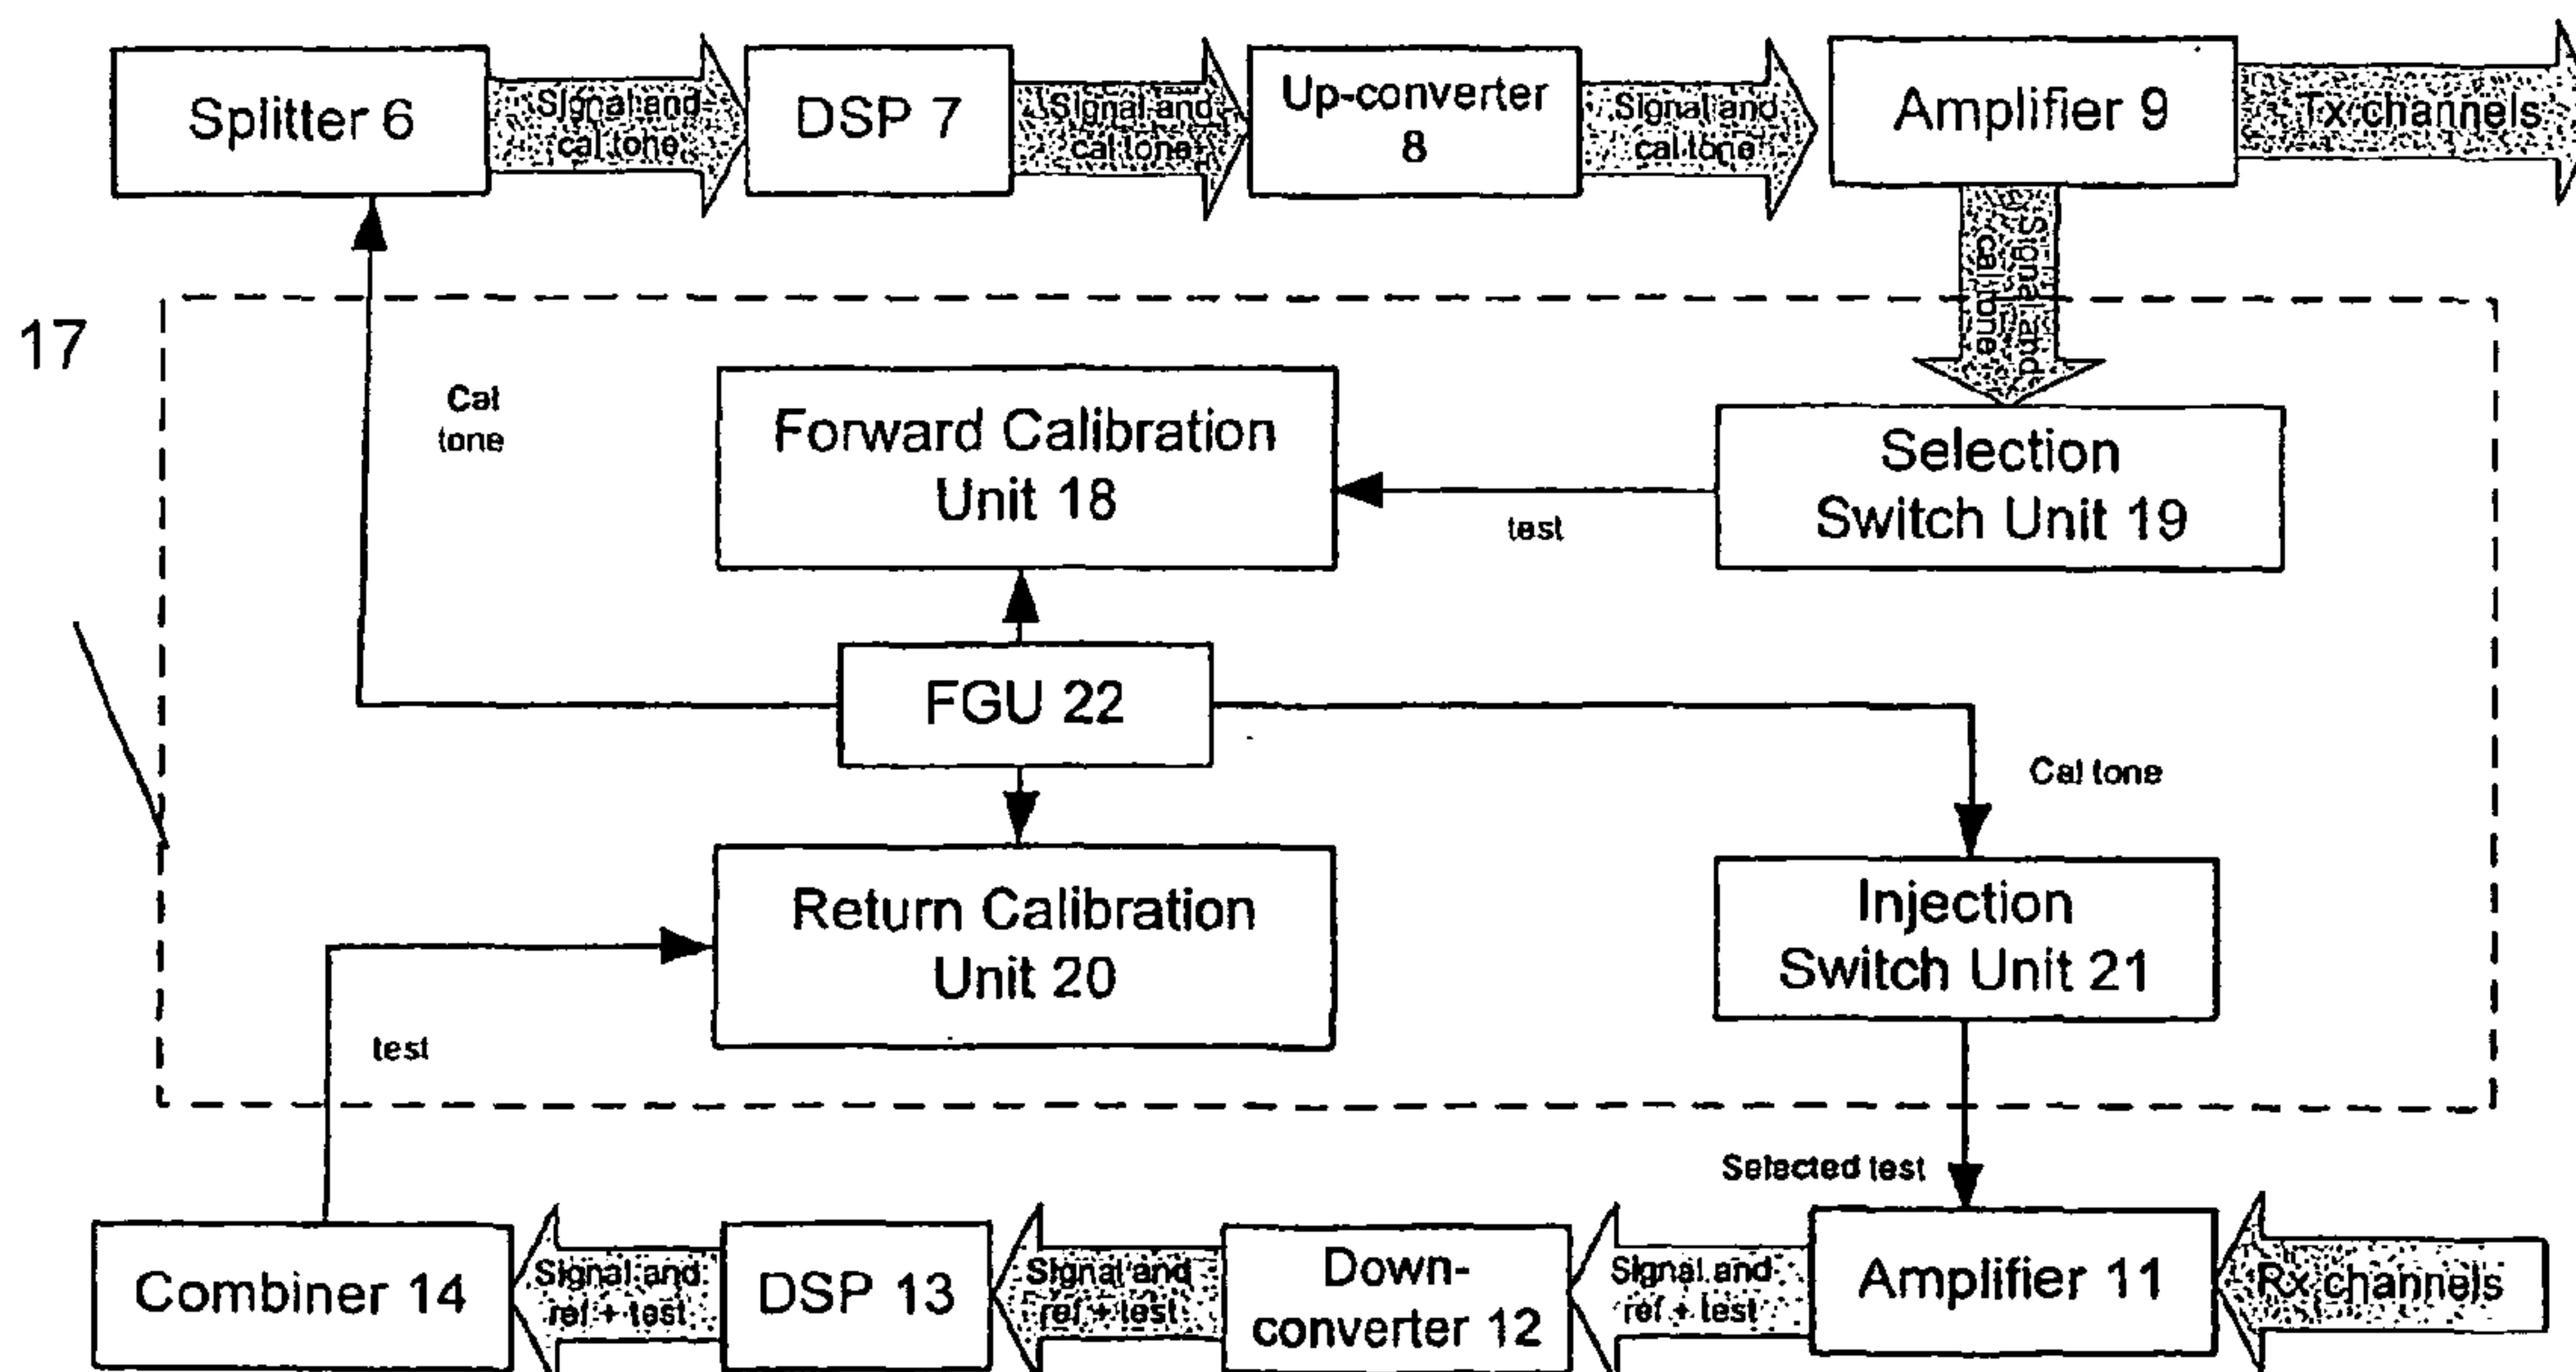 Splitter 6
Signal and
cal tone
DSP 7
Signal and
cal tone
Up-converter
8
Signal and
cal tone
Amplifier 9
Tx channels
Signal and
cal tone
17
Cal
tone
Forward Calibration
Unit 18
test
Selection
Switch Unit 19
FGU 22
Cal tone
Return Calibration
Unit 20
test
Injection
Switch Unit 21
Selected test
Combiner 14
Signal and
ref + test
DSP 13
Signal and
ref + test
Down-
converter 12
Signal and
ref + test
Amplifier 11
Rx channels